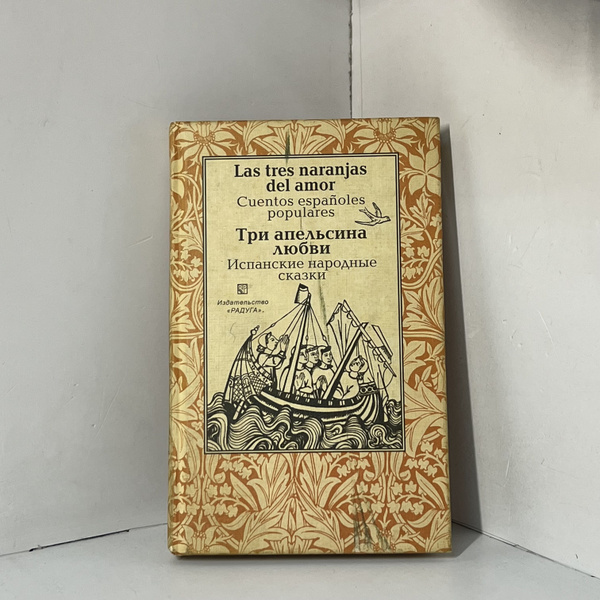 Las tres naranjas
del amor
Cuentos españoles
populares
Три апельсина
любви
Испанские народные
сказки
Издательство
«РАДУГА».